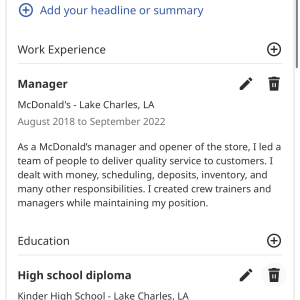 Add your headline or summary
Work Experience
Manager
McDonald's - Lake Charles, LA
August 2018 to September 2022
As a McDonald's manager and opener of the store, I led a
team of people to deliver quality service to customers. I
dealt with money, scheduling, deposits, inventory, and
many other responsibilities. I created crew trainers and
managers while maintaining my position.
Education
High school diploma
Kinder High School - Lake Charles, LA